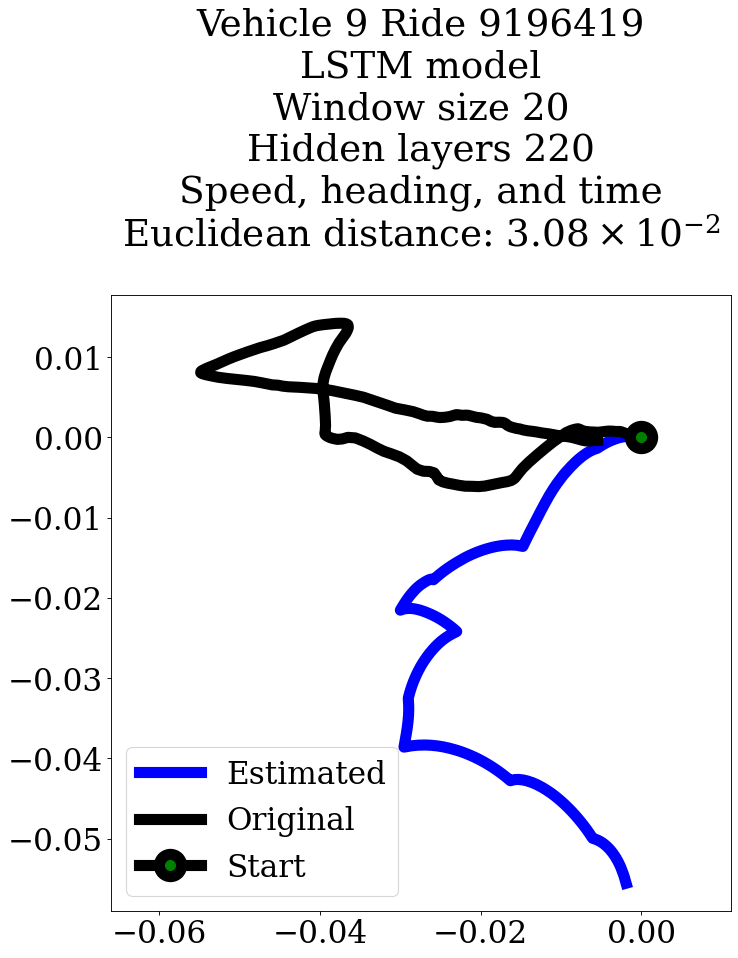 Vehicle 9 Ride 9196419
LSTM model
Window size 20
Hidden layers 220
Speed, heading, and time
Euclidean distance: 3.08 × 10⁻²
0.01
0.00
−0.01
−0.02
−0.03
−0.04
−0.05
Estimated
Original
Start
−0.06
−0.04
−0.02
0.00